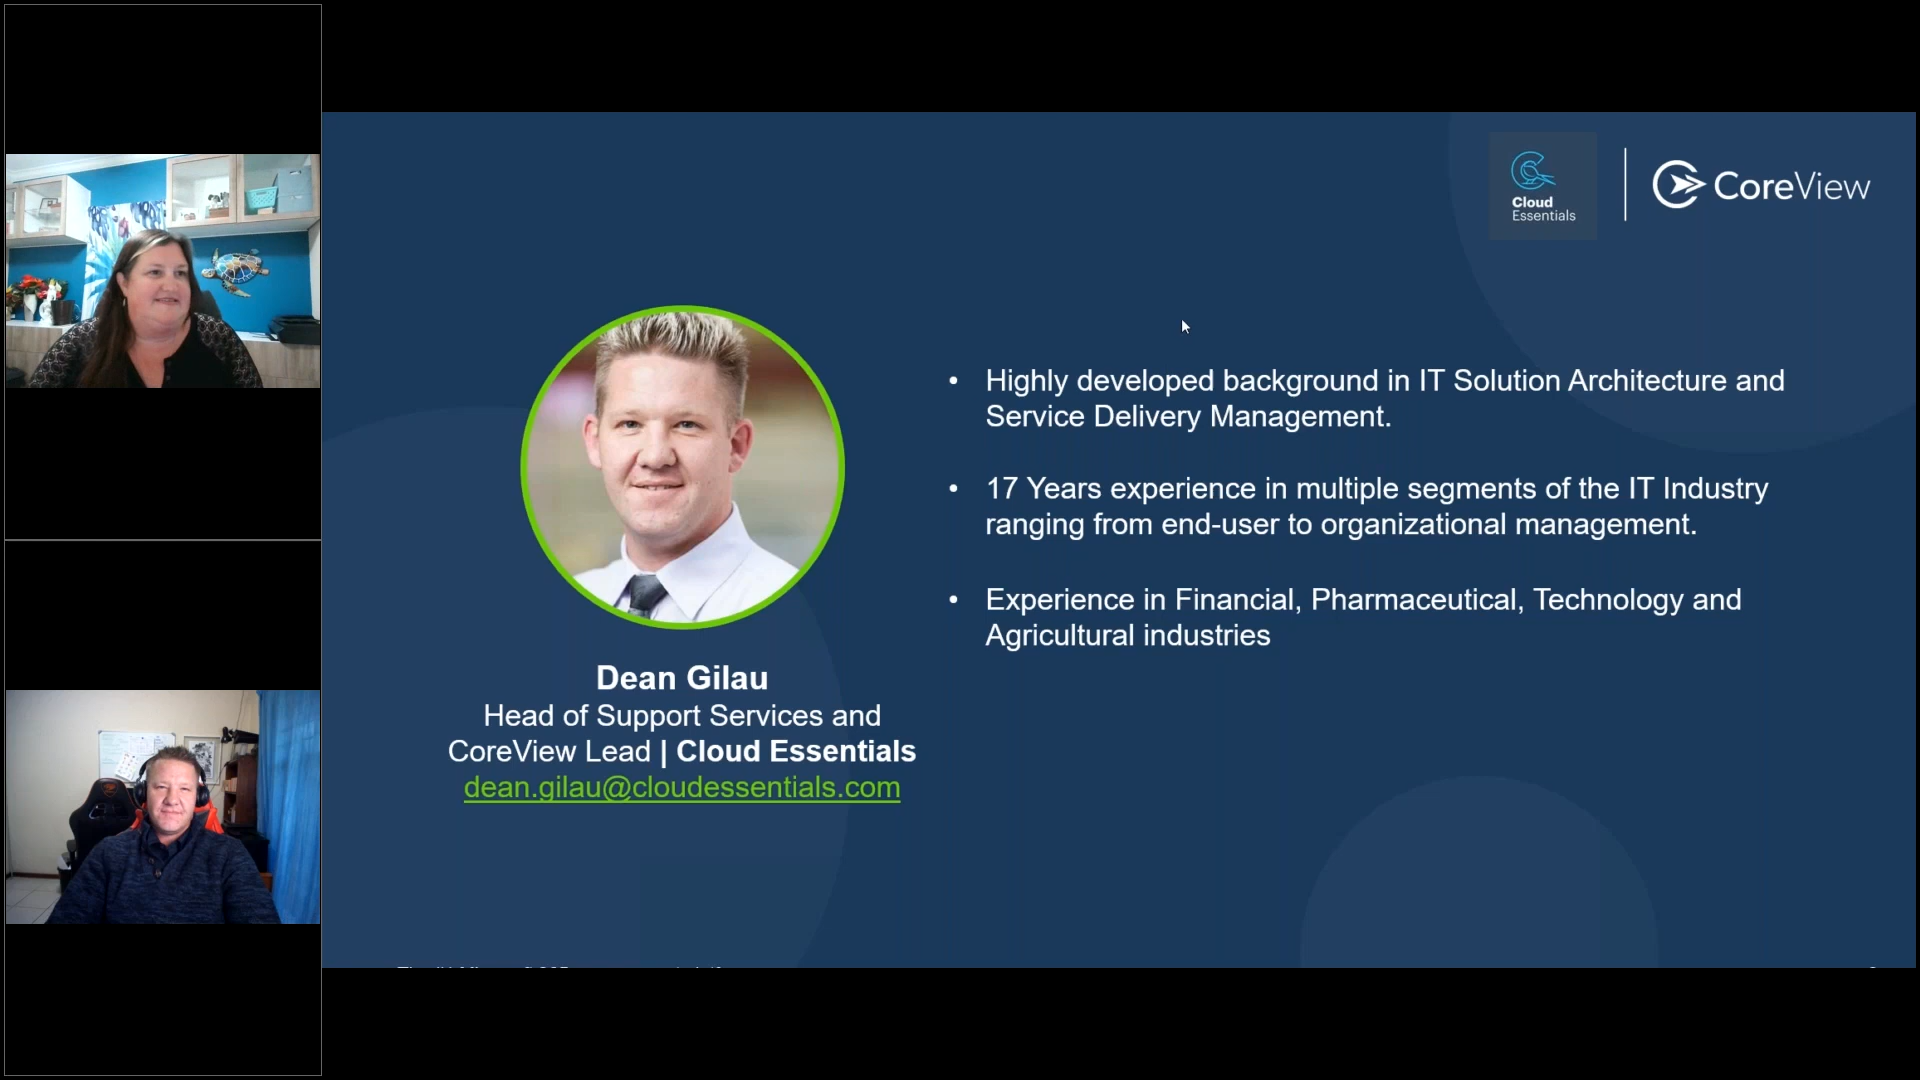 Cloud
Essentials
CoreView
• Highly developed background in IT Solution Architecture and
Service Delivery Management.
• 17 Years experience in multiple segments of the IT Industry
ranging from end-user to organizational management.
• Experience in Financial, Pharmaceutical, Technology and
Agricultural industries
Dean Gilau
Head of Support Services and
CoreView Lead | Cloud Essentials
dean.gilau@cloudessentials.com